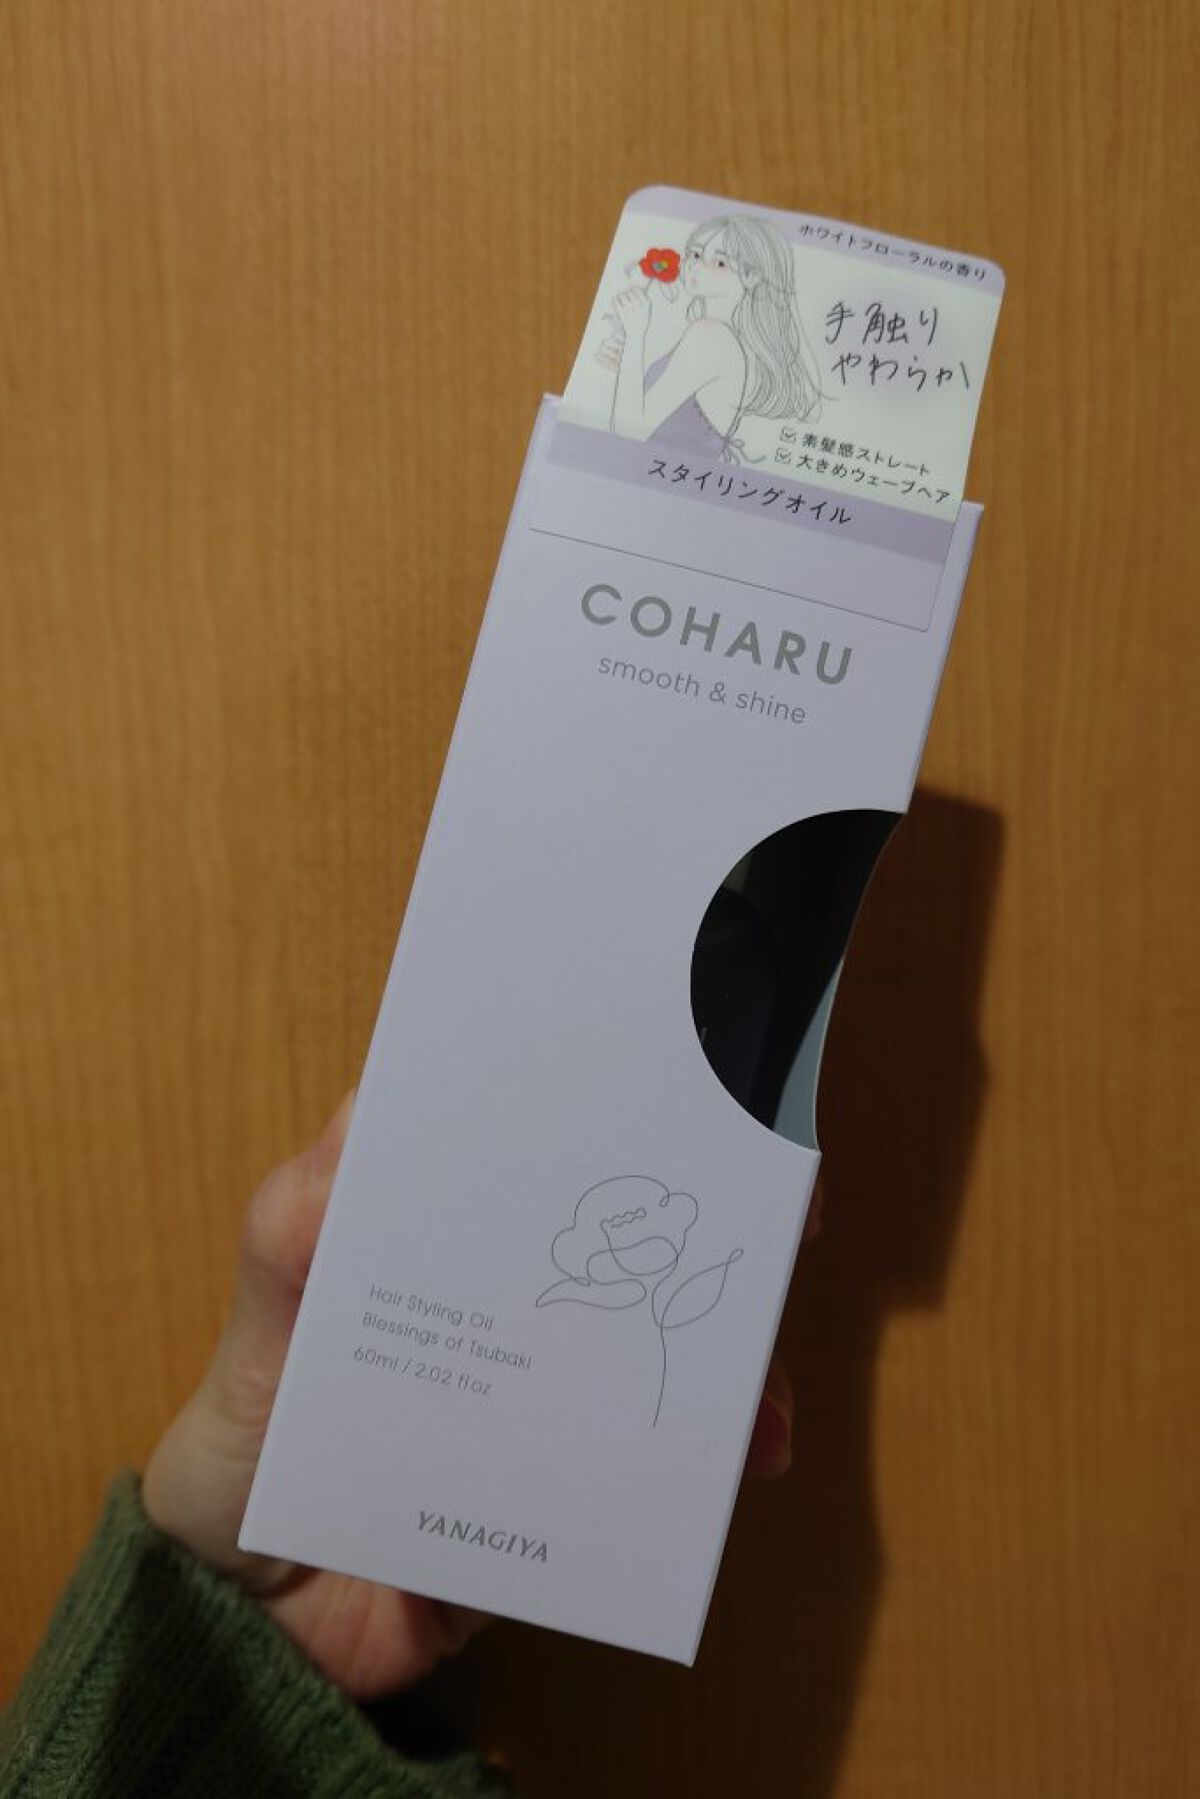 ホワイトフローラルの香り
手触り
やわらか
素髪感ストレート
大きめウェーブヘア
スタイリングオイル
COHARU
smooth & shine
Hair Styling Oil
Blessings of Tsubaki
60ml / 2.02 fl oz
YANAGIYA